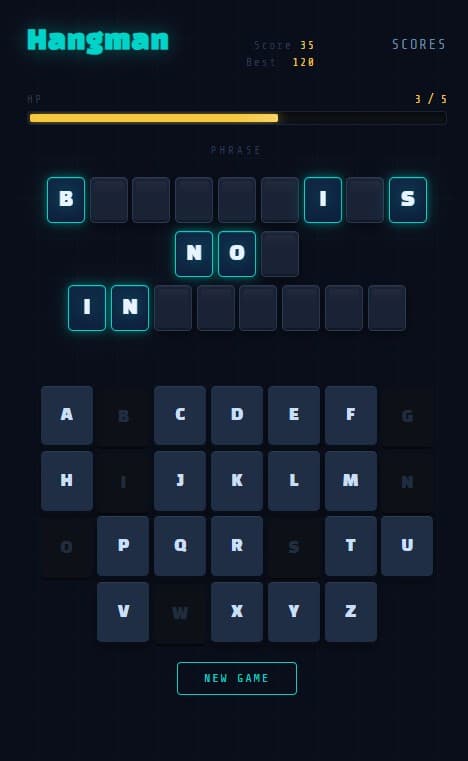 Hangman
Score 35
Best 120
SCORES
HP 3 / 5
PHRASE
B I S
N O
I N
A B C D E F G
H I J K L M N
O P Q R S T U
V W X Y Z
NEW GAME